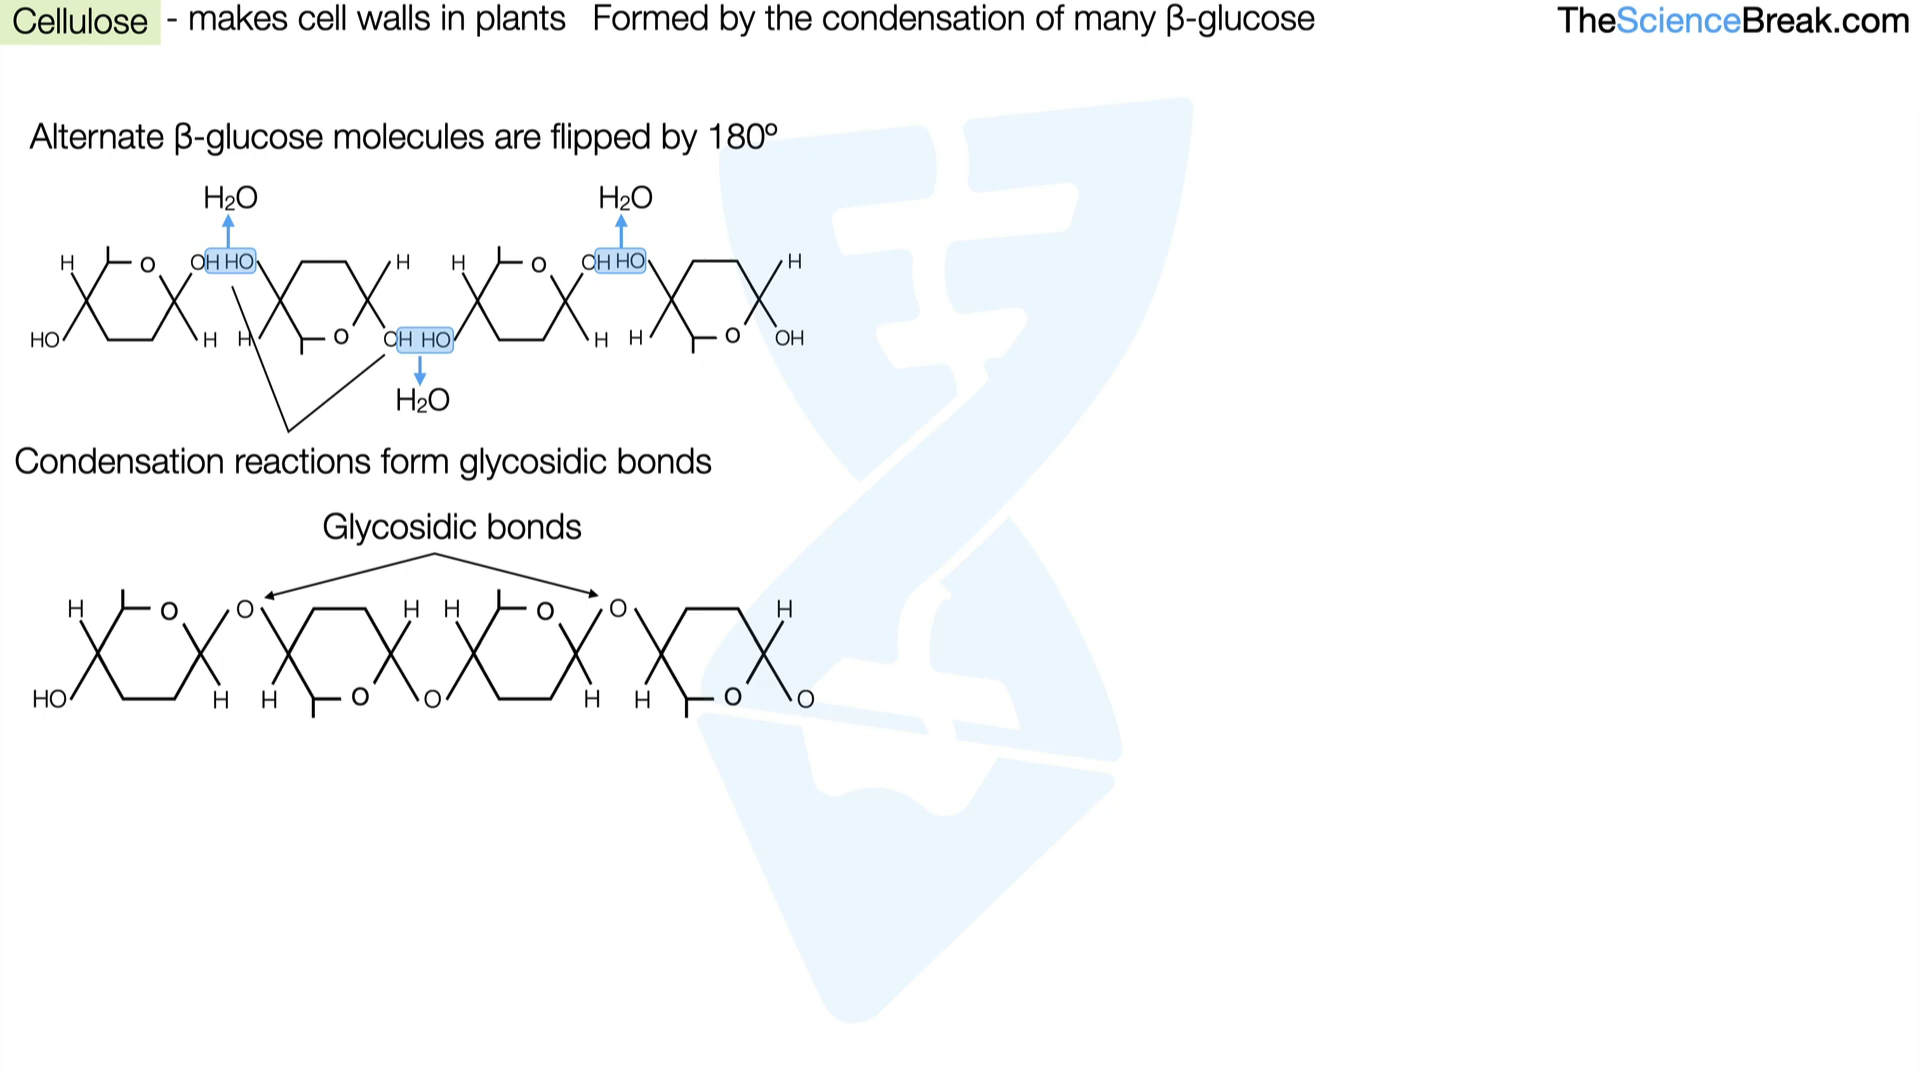 Cellulose - makes cell walls in plants Formed by the condensation of many β-glucose
TheScienceBreak.com
Alternate β-glucose molecules are flipped by 180º
H₂O H₂O
H O OH HO H H O OH HO H
HO H H O OH HO H H O OH
H₂O
Condensation reactions form glycosidic bonds
Glycosidic bonds
H O O H H O O H
HO H H O O H H O O